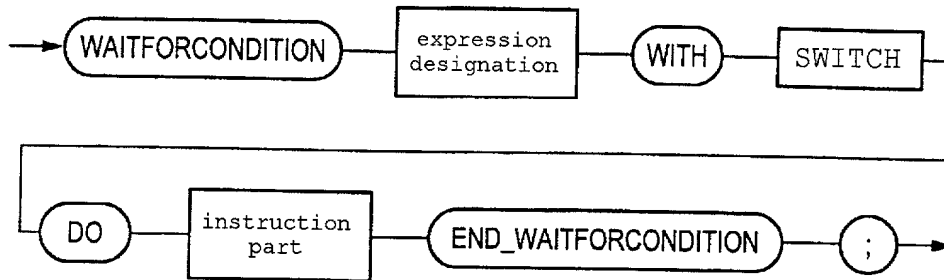 WAITFORCONDITION
expression
designation
WITH
SWITCH
DO
instruction
part
END_WAITFORCONDITION
;